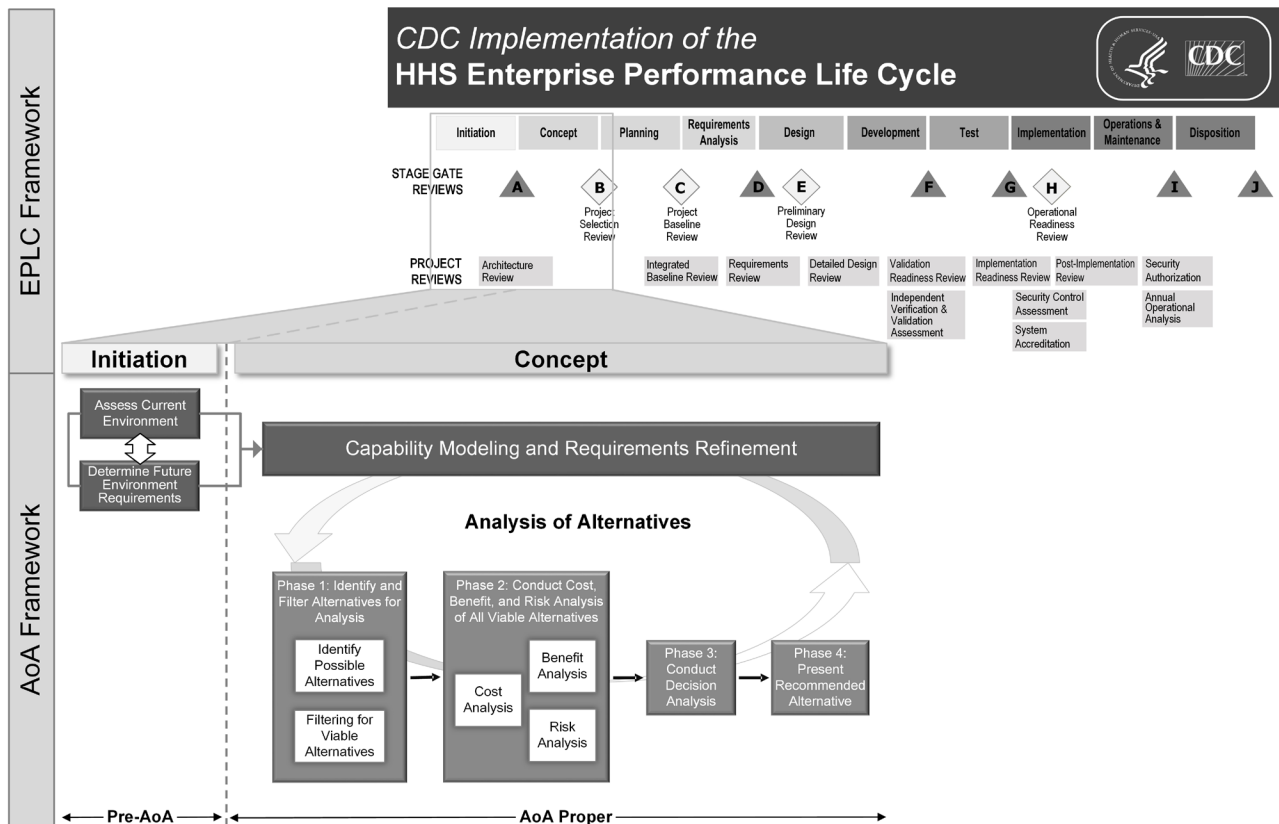 CDC Implementation of the
HHS Enterprise Performance Life Cycle
DEPARTMENT OF HEALTH & HUMAN SERVICES • USA
CDC
EPLC Framework
Initiation
Concept
Planning
Requirements
Analysis
Design
Development
Test
Implementation
Operations &
Maintenance
Disposition
STAGE GATE
REVIEWS
A
B
C
D
E
F
G
H
I
J
Project
Selection
Review
Project
Baseline
Review
Preliminary
Design
Review
Operational
Readiness
Review
PROJECT
REVIEWS
Architecture
Review
Integrated
Baseline Review
Requirements
Review
Detailed Design
Review
Validation
Readiness Review
Implementation
Readiness Review
Post-Implementation
Review
Security
Authorization
Independent
Verification &
Validation
Assessment
Security Control
Assessment
System
Accreditation
Annual
Operational
Analysis
Initiation
Concept
AoA Framework
Assess Current
Environment
Determine Future
Environment
Requirements
Capability Modeling and Requirements Refinement
Analysis of Alternatives
Phase 1: Identify and
Filter Alternatives for
Analysis
Identify
Possible
Alternatives
Filtering for
Viable
Alternatives
Phase 2: Conduct Cost,
Benefit, and Risk Analysis
of All Viable Alternatives
Cost
Analysis
Benefit
Analysis
Risk
Analysis
Phase 3:
Conduct
Decision
Analysis
Phase 4:
Present
Recommended
Alternative
Pre-AoA
AoA Proper